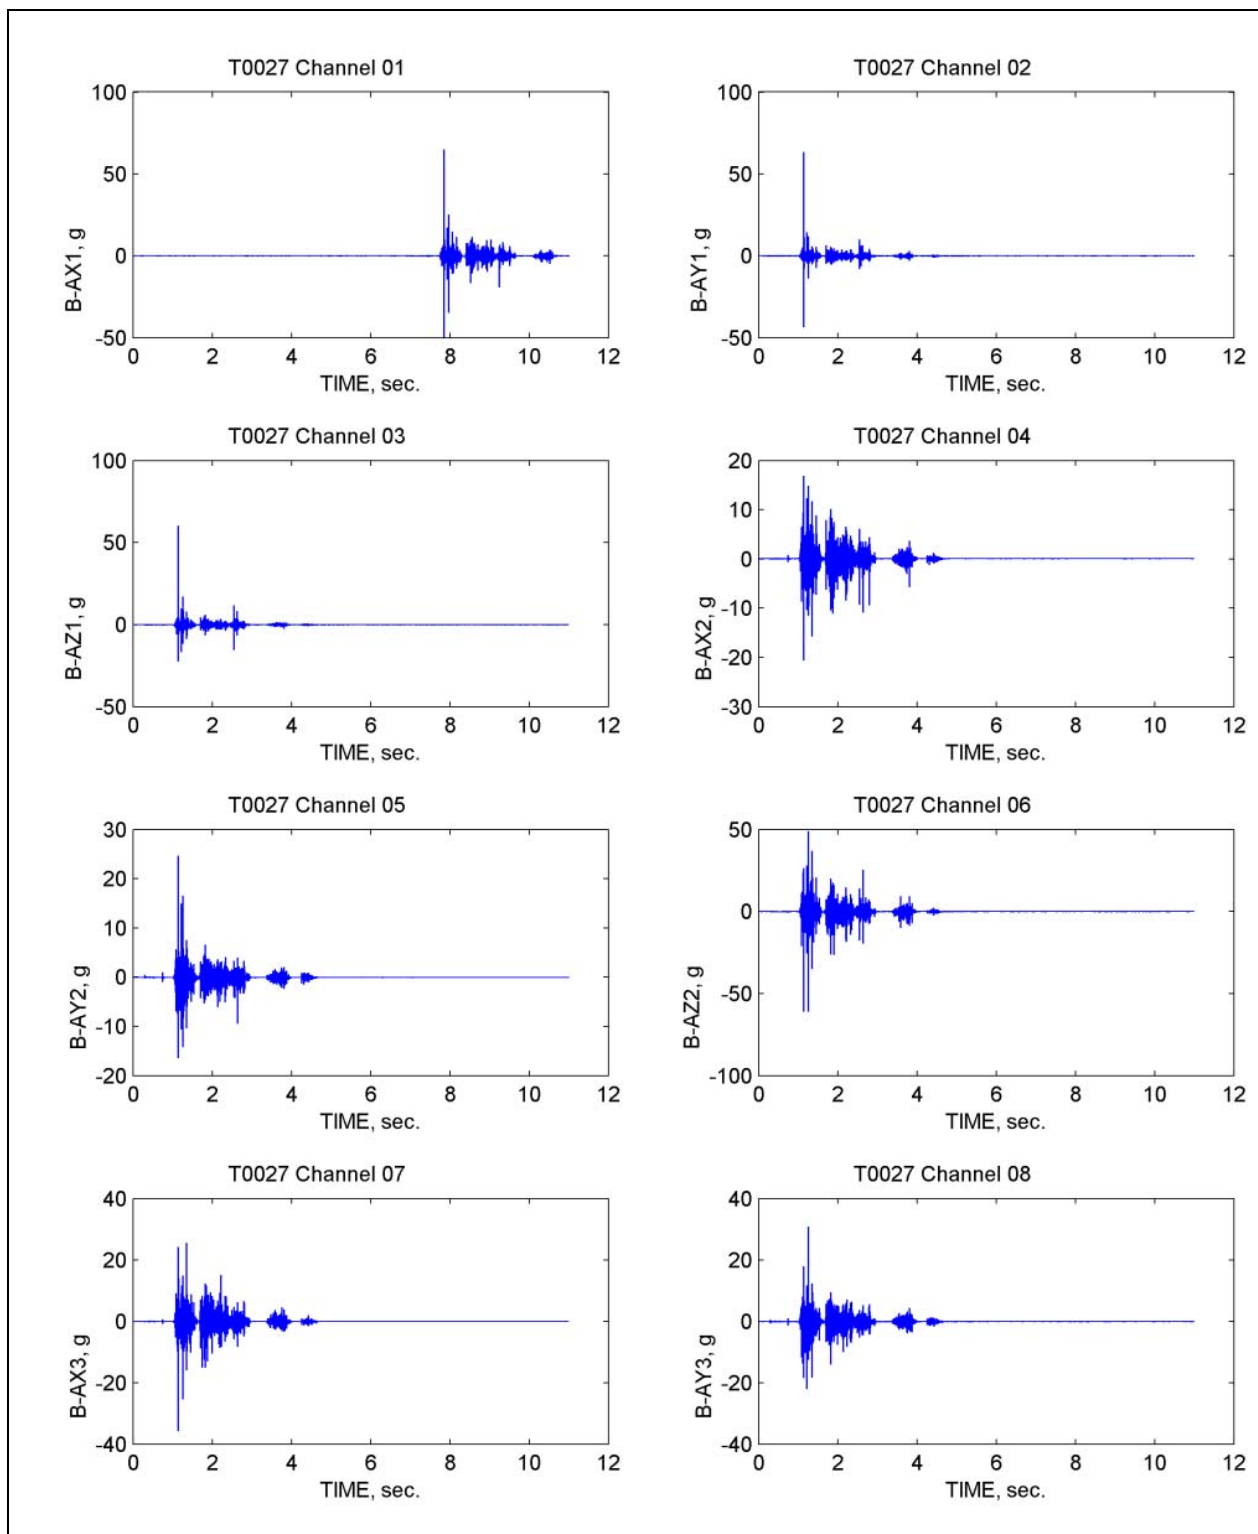 T0027 Channel 01
100
50
0
-50
B-AX1, g
0 2 4 6 8 10 12
TIME, sec.
T0027 Channel 02
100
50
0
-50
B-AY1, g
0 2 4 6 8 10 12
TIME, sec.
T0027 Channel 03
100
50
0
-50
B-AZ1, g
0 2 4 6 8 10 12
TIME, sec.
T0027 Channel 04
20
10
0
-10
-20
-30
B-AX2, g
0 2 4 6 8 10 12
TIME, sec.
T0027 Channel 05
30
20
10
0
-10
-20
B-AY2, g
0 2 4 6 8 10 12
TIME, sec.
T0027 Channel 06
50
0
-50
-100
B-AZ2, g
0 2 4 6 8 10 12
TIME, sec.
T0027 Channel 07
40
20
0
-20
-40
B-AX3, g
0 2 4 6 8 10 12
TIME, sec.
T0027 Channel 08
40
20
0
-20
-40
B-AY3, g
0 2 4 6 8 10 12
TIME, sec.